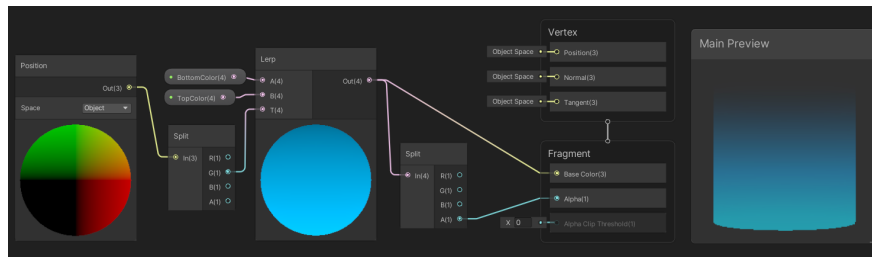 Position
Out(3)
Space
Object
BottomColor(4)
TopColor(4)
Split
In(3)
R(1)
G(1)
B(1)
A(1)
Lerp
A(4)
B(4)
T(4)
Out(4)
Split
In(4)
R(1)
G(1)
B(1)
A(1)
Vertex
Object Space
Position(3)
Object Space
Normal(3)
Object Space
Tangent(3)
Fragment
Base Color(3)
Alpha(1)
X 0
Alpha Clip Threshold(1)
Main Preview